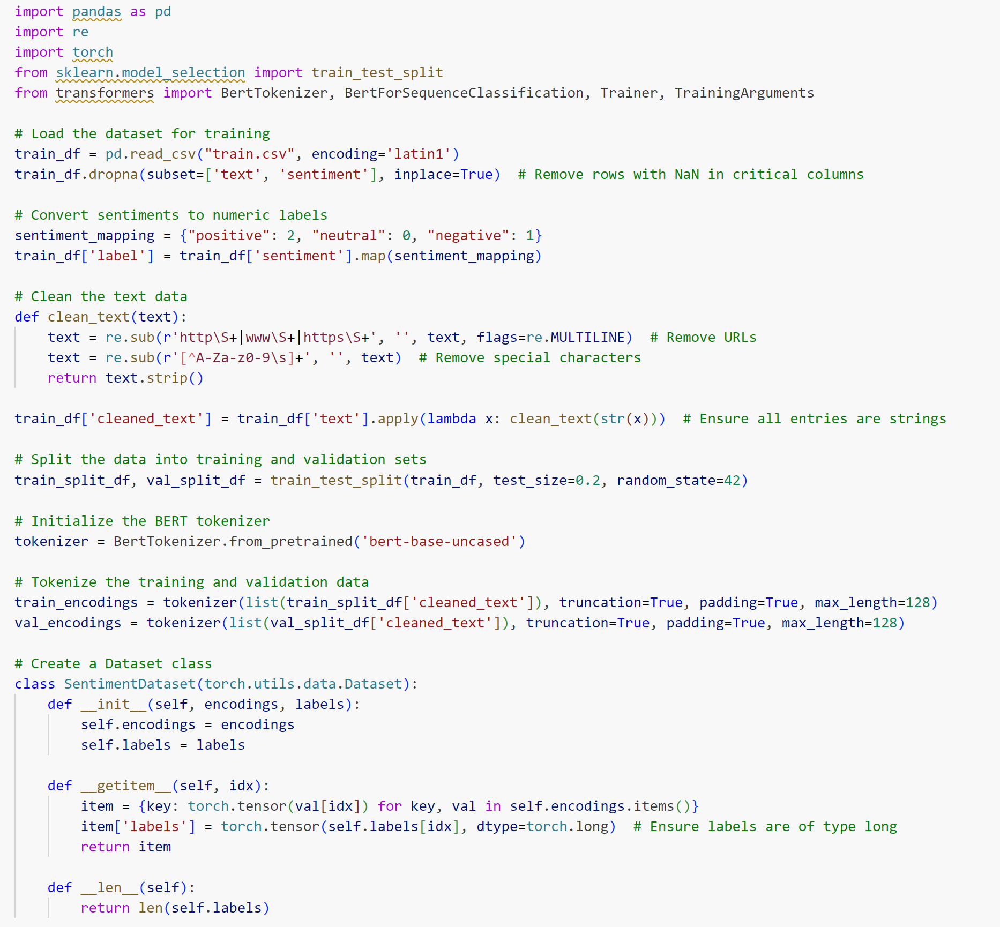 import pandas as pd
import re
import torch
from sklearn.model_selection import train_test_split
from transformers import BertTokenizer, BertForSequenceClassification, Trainer, TrainingArguments

# Load the dataset for training
train_df = pd.read_csv("train.csv", encoding='latin1')
train_df.dropna(subset=['text', 'sentiment'], inplace=True)  # Remove rows with NaN in critical columns

# Convert sentiments to numeric labels
sentiment_mapping = {"positive": 2, "neutral": 0, "negative": 1}
train_df['label'] = train_df['sentiment'].map(sentiment_mapping)

# Clean the text data
def clean_text(text):
    text = re.sub(r'http\S+|www\S+|https\S+', '', text, flags=re.MULTILINE)  # Remove URLs
    text = re.sub(r'[^A-Za-z0-9\s]+', '', text)  # Remove special characters
    return text.strip()

train_df['cleaned_text'] = train_df['text'].apply(lambda x: clean_text(str(x)))  # Ensure all entries are strings

# Split the data into training and validation sets
train_split_df, val_split_df = train_test_split(train_df, test_size=0.2, random_state=42)

# Initialize the BERT tokenizer
tokenizer = BertTokenizer.from_pretrained('bert-base-uncased')

# Tokenize the training and validation data
train_encodings = tokenizer(list(train_split_df['cleaned_text']), truncation=True, padding=True, max_length=128)
val_encodings = tokenizer(list(val_split_df['cleaned_text']), truncation=True, padding=True, max_length=128)

# Create a Dataset class
class SentimentDataset(torch.utils.data.Dataset):
    def __init__(self, encodings, labels):
        self.encodings = encodings
        self.labels = labels

    def __getitem__(self, idx):
        item = {key: torch.tensor(val[idx]) for key, val in self.encodings.items()}
        item['labels'] = torch.tensor(self.labels[idx], dtype=torch.long)  # Ensure labels are of type long
        return item

    def __len__(self):
        return len(self.labels)